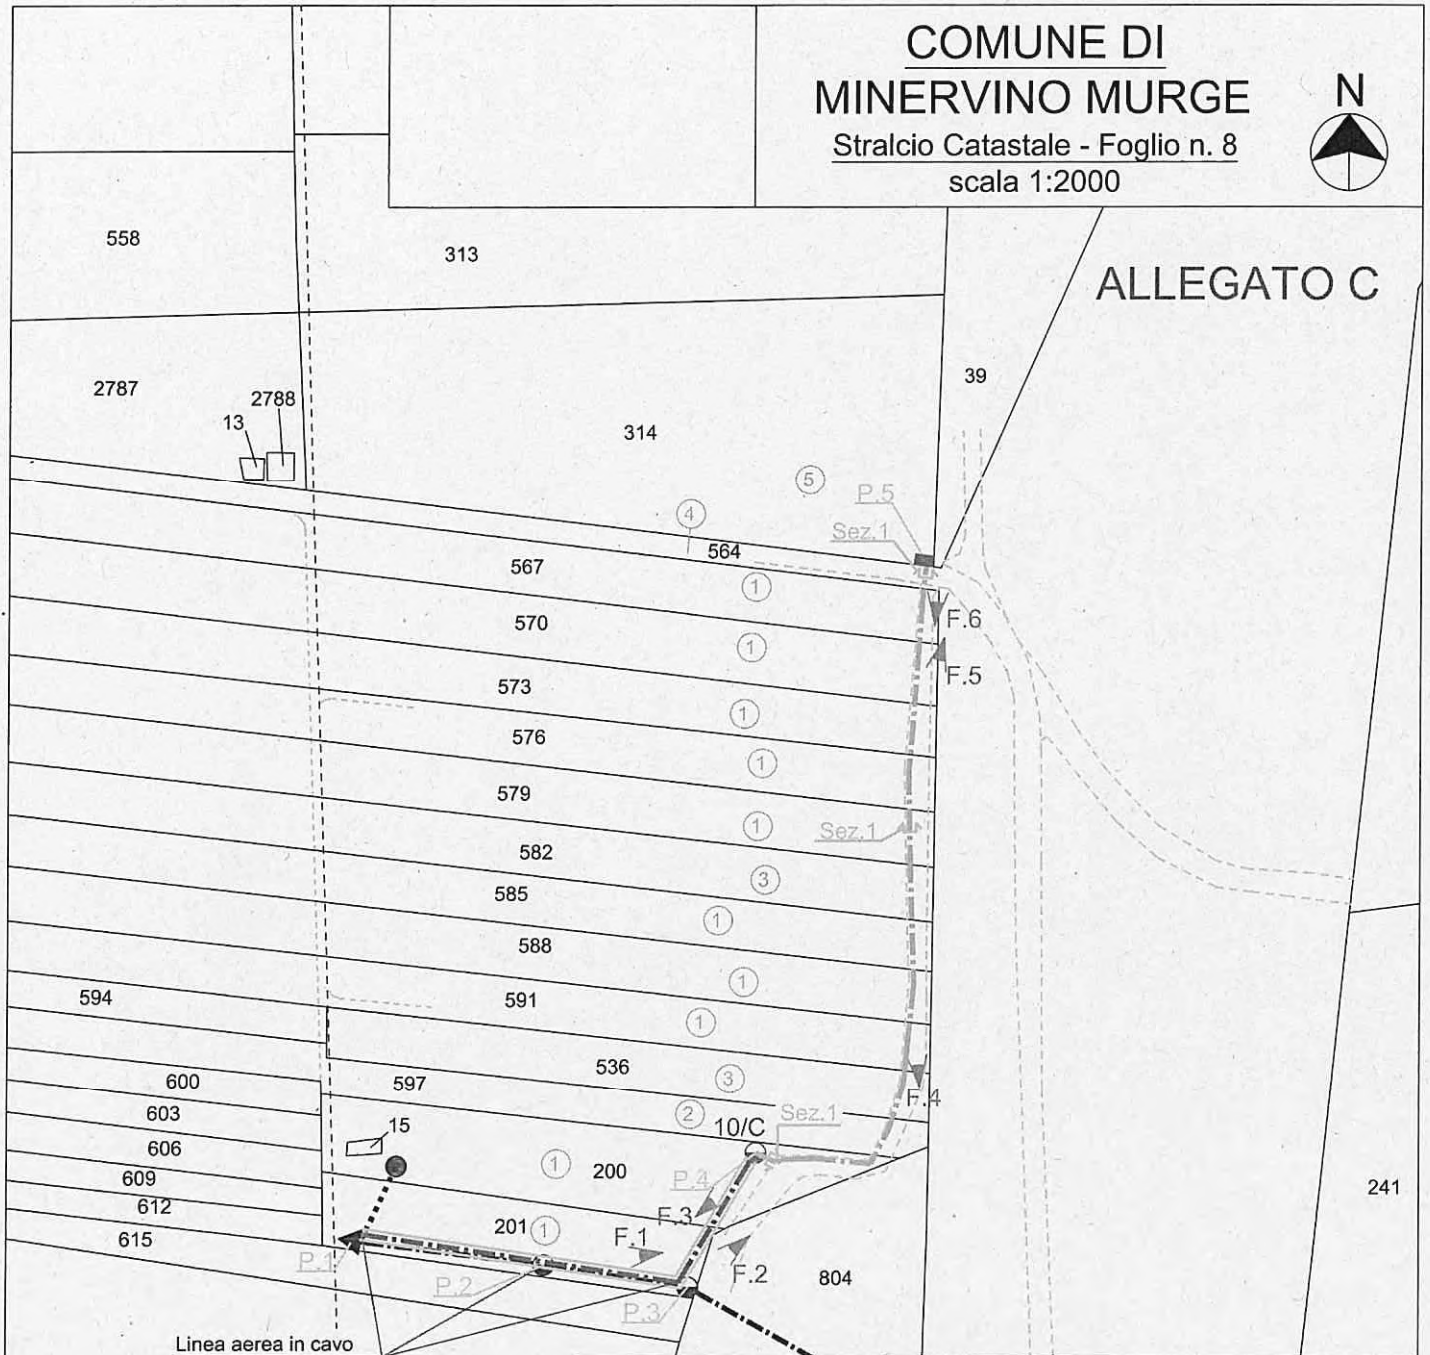 COMUNE DI
MINERVINO MURGE
Stralcio Catastale - Foglio n. 8
scala 1:2000
N
ALLEGATO C
558
313
39
2787
2788
13
314
5
P.5
4
Sez.1
564
567
1
F.6
570
1
F.5
573
1
576
1
579
1
Sez.1
582
3
585
1
588
1
594
591
1
536
3
F.4
600
597
2
Sez.1
603
15
10/C
606
1
200
P.4
609
241
612
201
1
F.3
615
F.1
P.1
P.2
F.2
804
P.3
Linea aerea in cavo